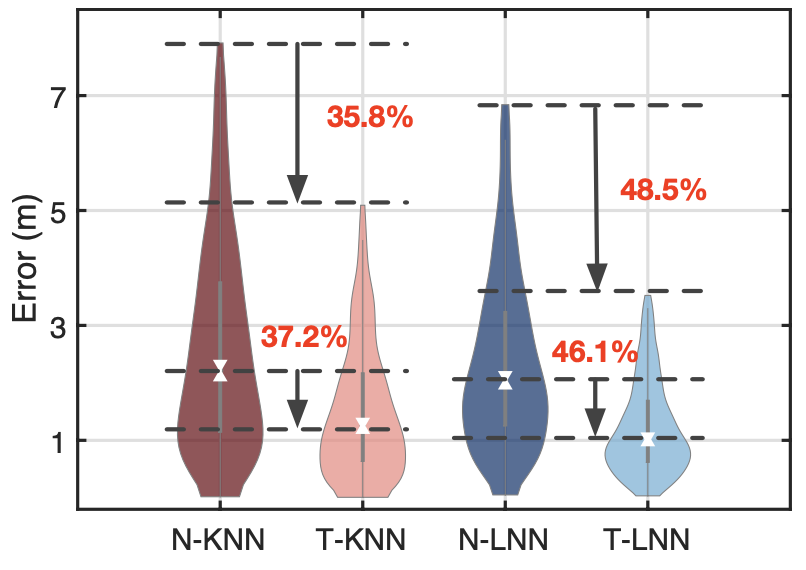 Error (m)
7
5
3
1
35.8%
48.5%
37.2%
46.1%
N-KNN
T-KNN
N-LNN
T-LNN